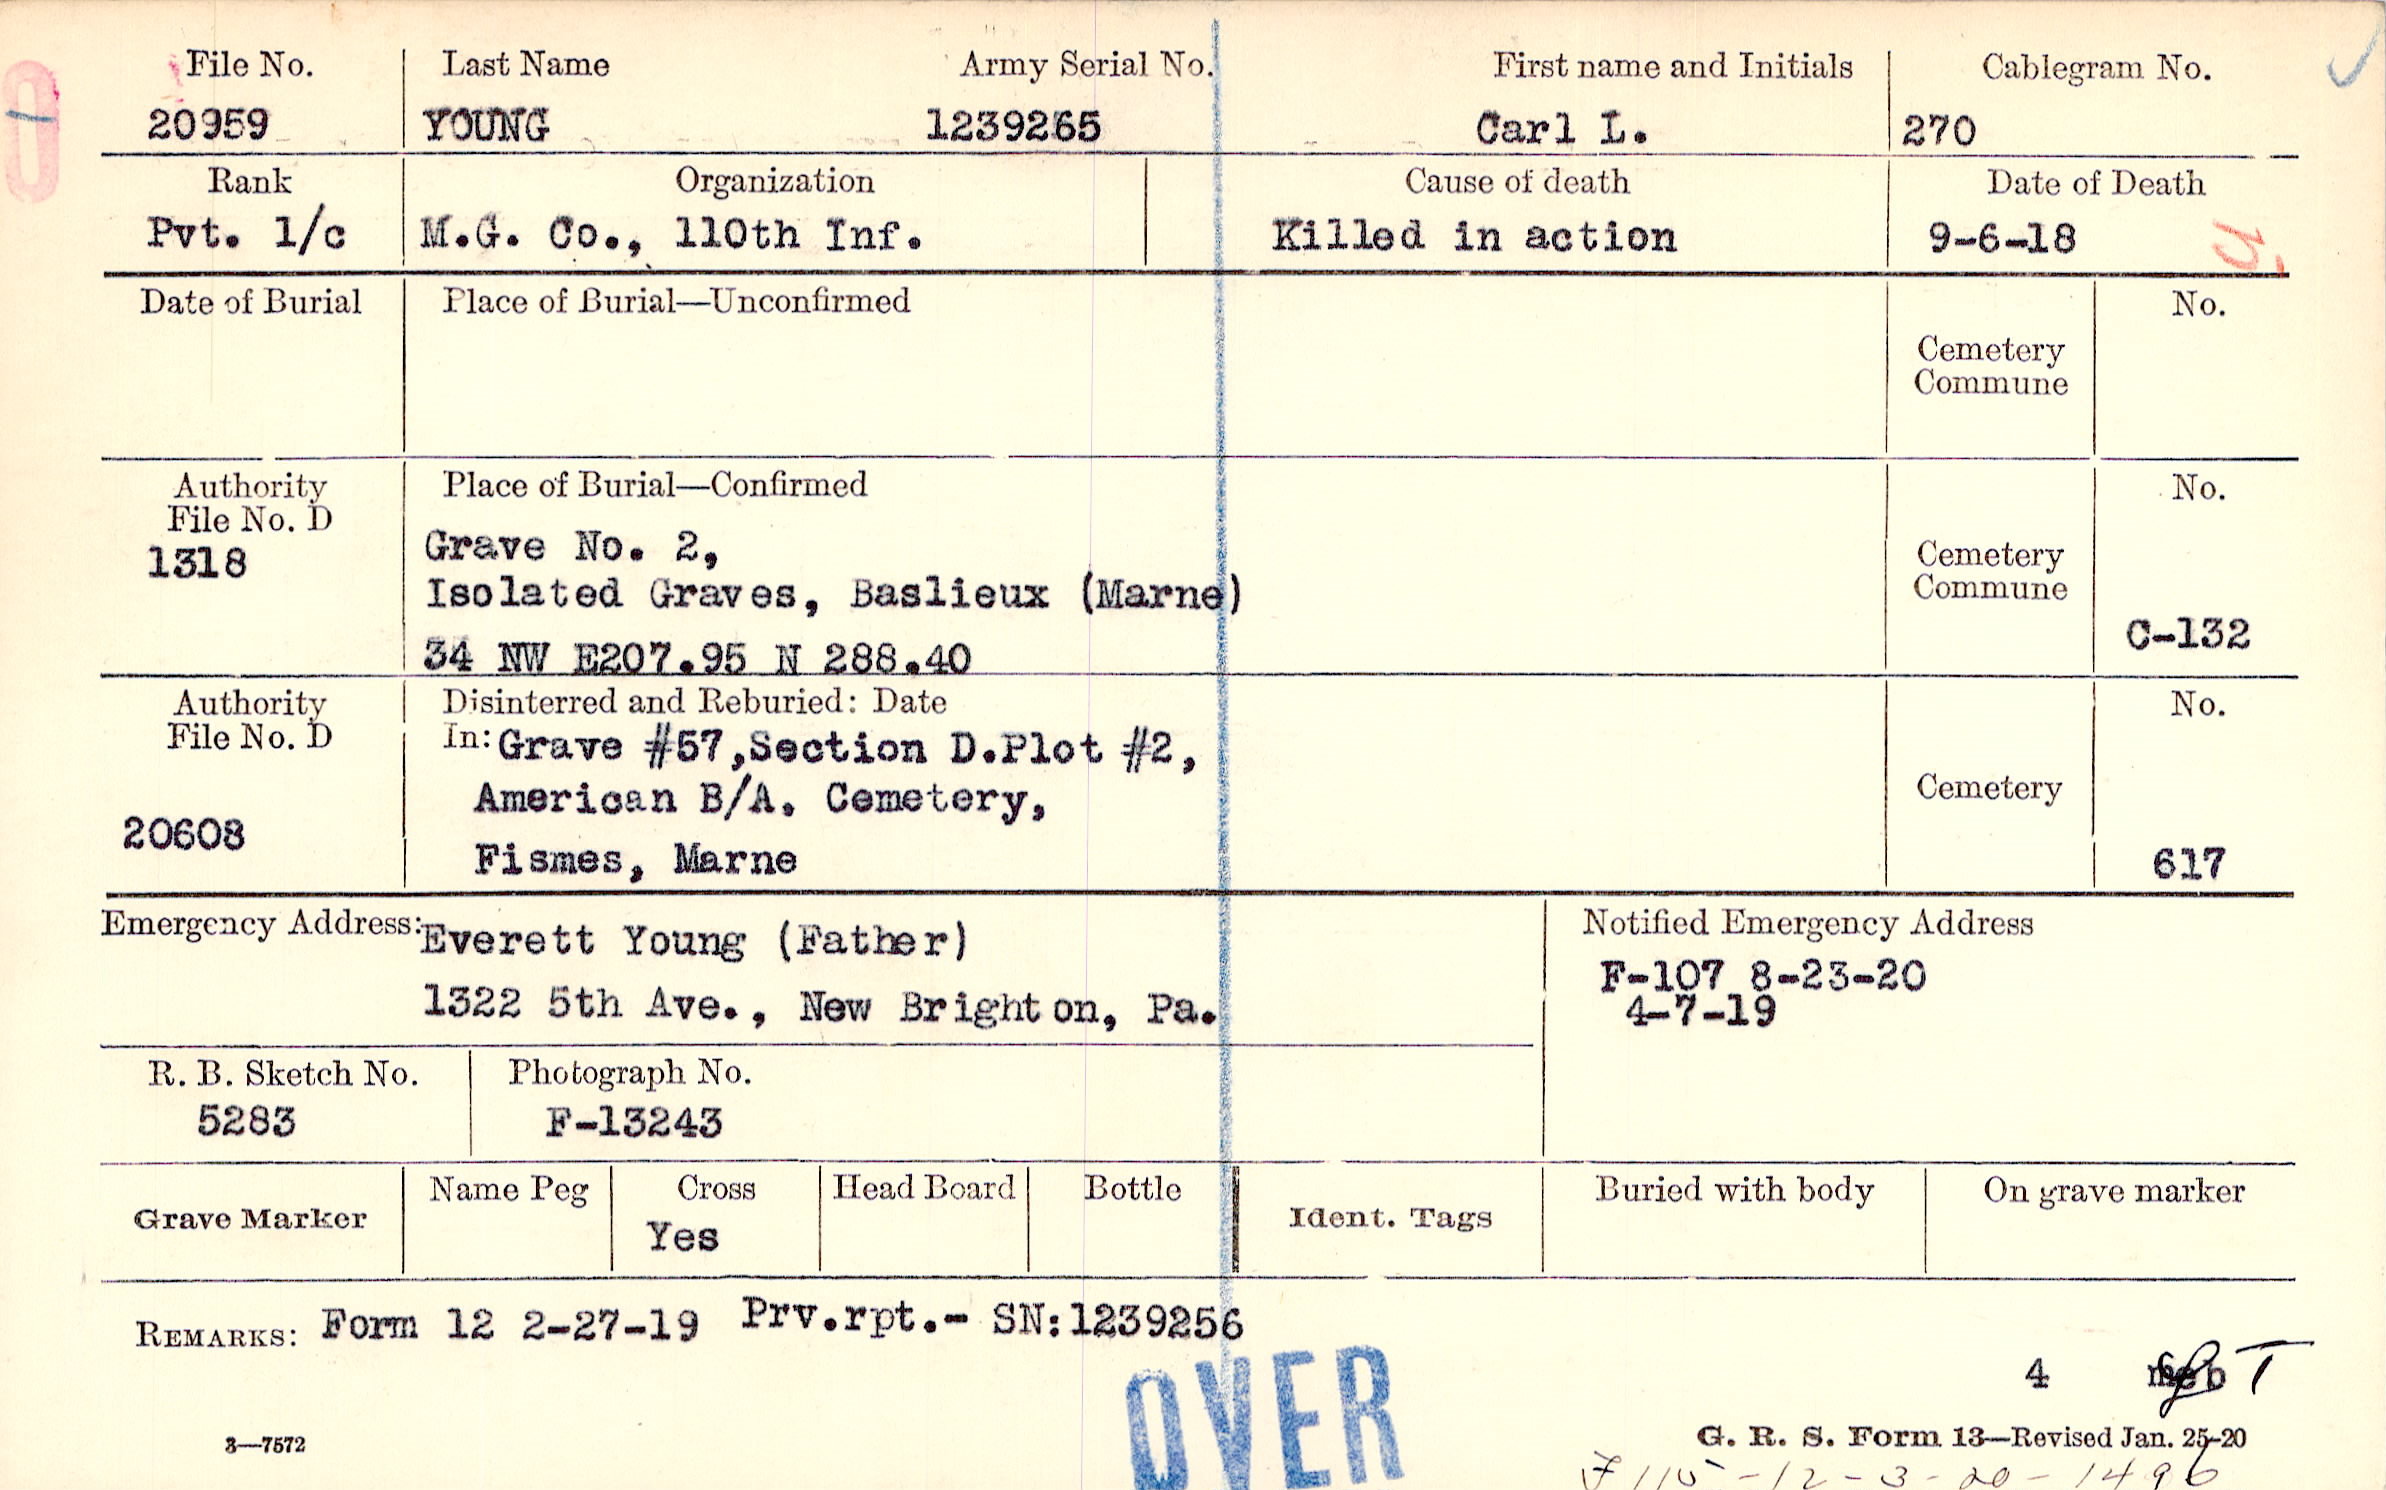 File No. Last Name Army Serial No. First name and Initials Cablegram No.
20959 YOUNG 1239265 Carl L. 270
Rank Organization Cause of death Date of Death
Pvt. 1/c M.G. Co., 110th Inf. Killed in action 9-6-18
Date of Burial Place of Burial—Unconfirmed No.
Cemetery
Commune
Authority Place of Burial—Confirmed No.
File No. D
1318 Grave No. 2,
Isolated Graves, Baslieux (Marne) Cemetery
Commune
34 NW E207.95 N 288.40 C-132
Authority Disinterred and Reburied: Date No.
File No. D In: Grave #57,Section D.Plot #2,
American B/A. Cemetery, Cemetery
20608
Fismes, Marne 617
Emergency Address: Everett Young (Father) Notified Emergency Address
F-107 8-23-20
1322 5th Ave., New Brighton, Pa. 4-7-19
R. B. Sketch No. Photograph No.
5283 F-13243
Grave Marker Name Peg Cross Head Board Bottle Ident. Tags Buried with body On grave marker
Yes
REMARKS: Form 12 2-27-19 Prv.rpt.- SN:1239256
4 T
OVER
3—7572 G. R. S. Form 13—Revised Jan. 25-20
F 115-12-3-20-1496